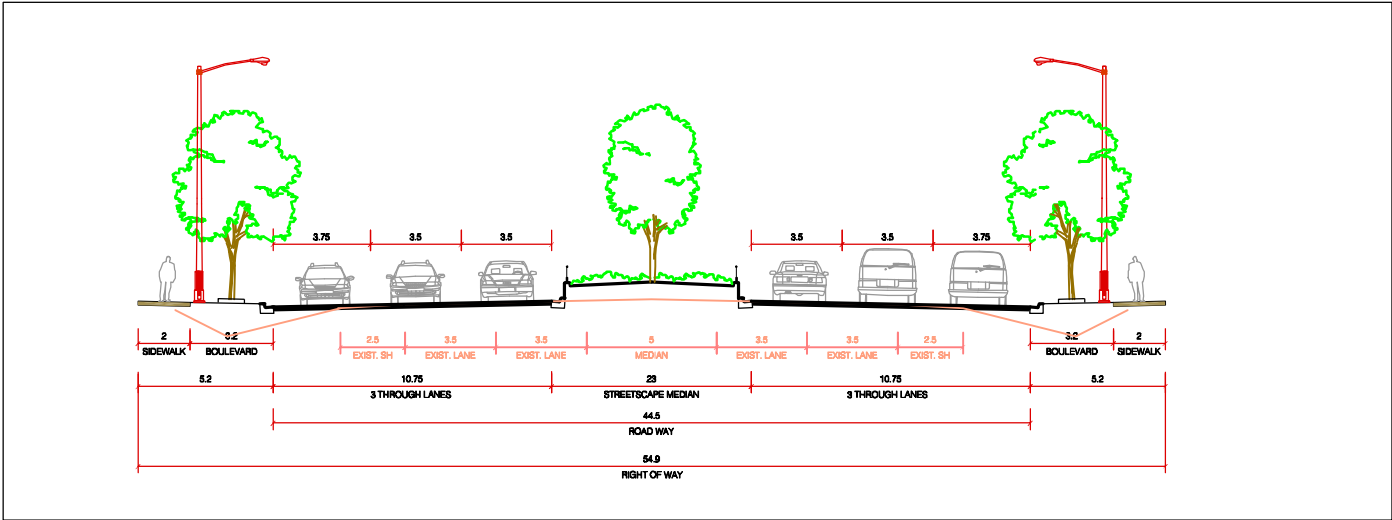 3.75 3.5 3.5 3.5 3.5 3.75
2 3.2 2.5 3.5 3.5 5 3.5 3.5 2.5 3.2 2
SIDEWALK BOULEVARD EXIST. SH EXIST. LANE EXIST. LANE MEDIAN EXIST. LANE EXIST. LANE EXIST. SH BOULEVARD SIDEWALK
5.2 10.75 23 10.75 5.2
3 THROUGH LANES STREETSCAPE MEDIAN 3 THROUGH LANES
44.5
ROAD WAY
54.9
RIGHT OF WAY